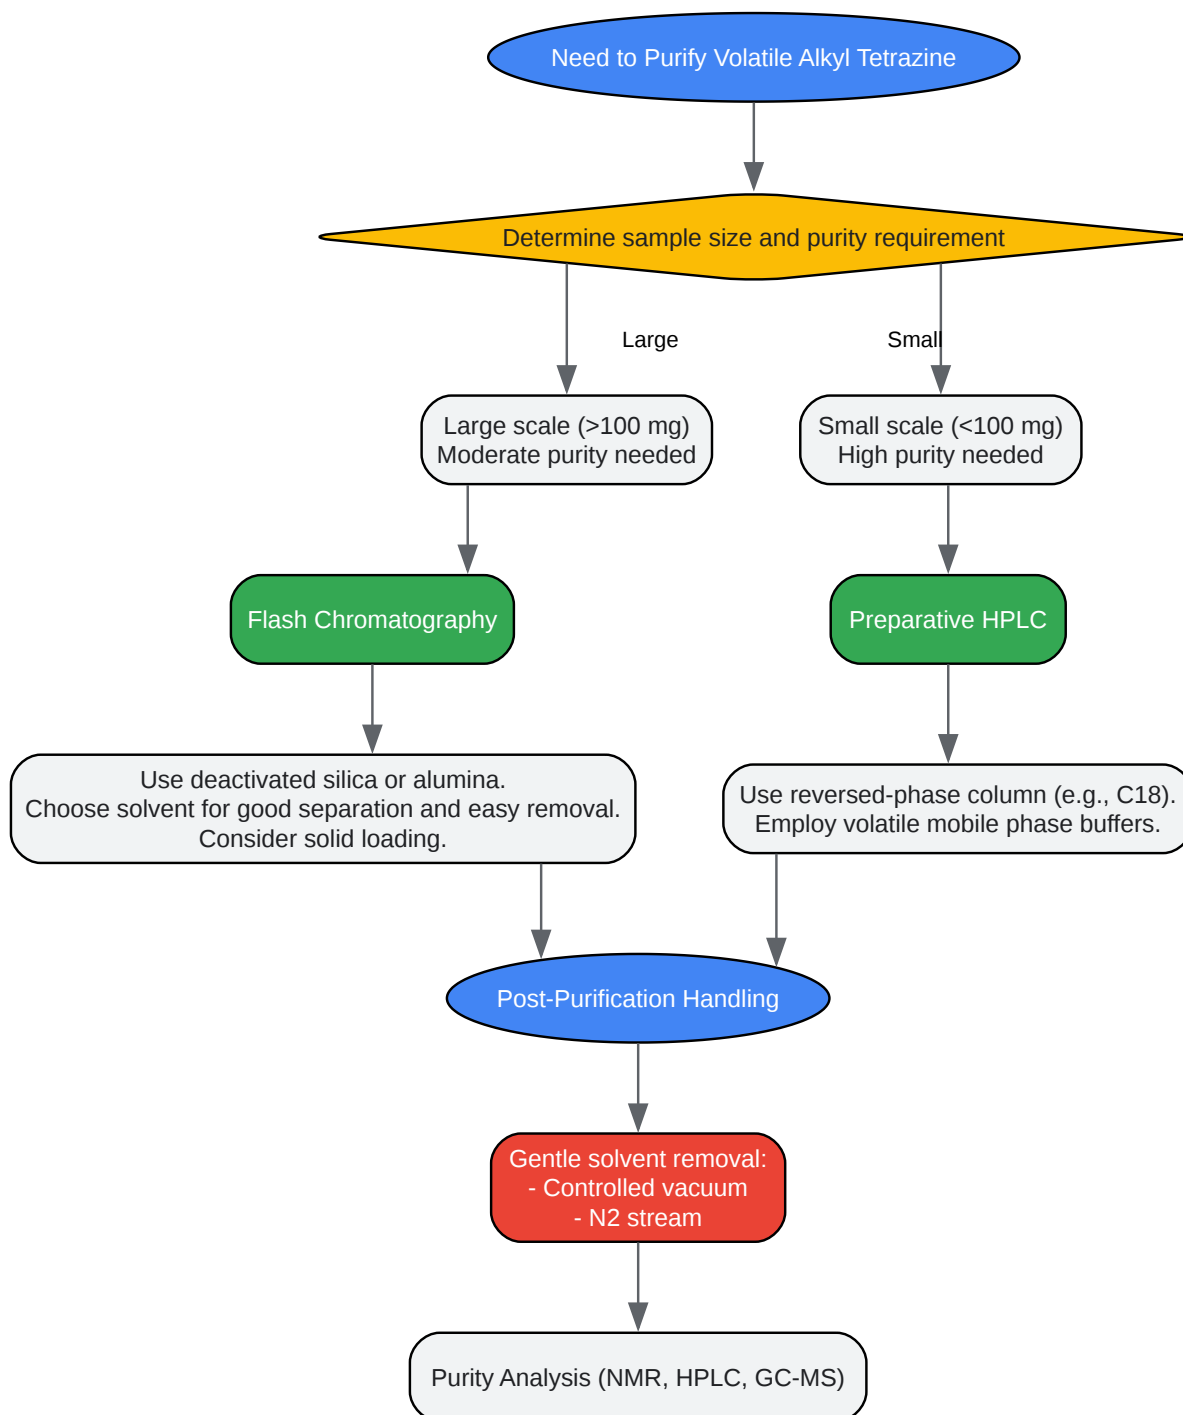 Need to Purify Volatile Alkyl Tetrazine
Determine sample size and purity requirement
Large
Small
Large scale (>100 mg)
Moderate purity needed
Small scale (<100 mg)
High purity needed
Flash Chromatography
Preparative HPLC
Use deactivated silica or alumina.
Choose solvent for good separation and easy removal.
Consider solid loading.
Use reversed-phase column (e.g., C18).
Employ volatile mobile phase buffers.
Post-Purification Handling
Gentle solvent removal:
- Controlled vacuum
- N2 stream
Purity Analysis (NMR, HPLC, GC-MS)